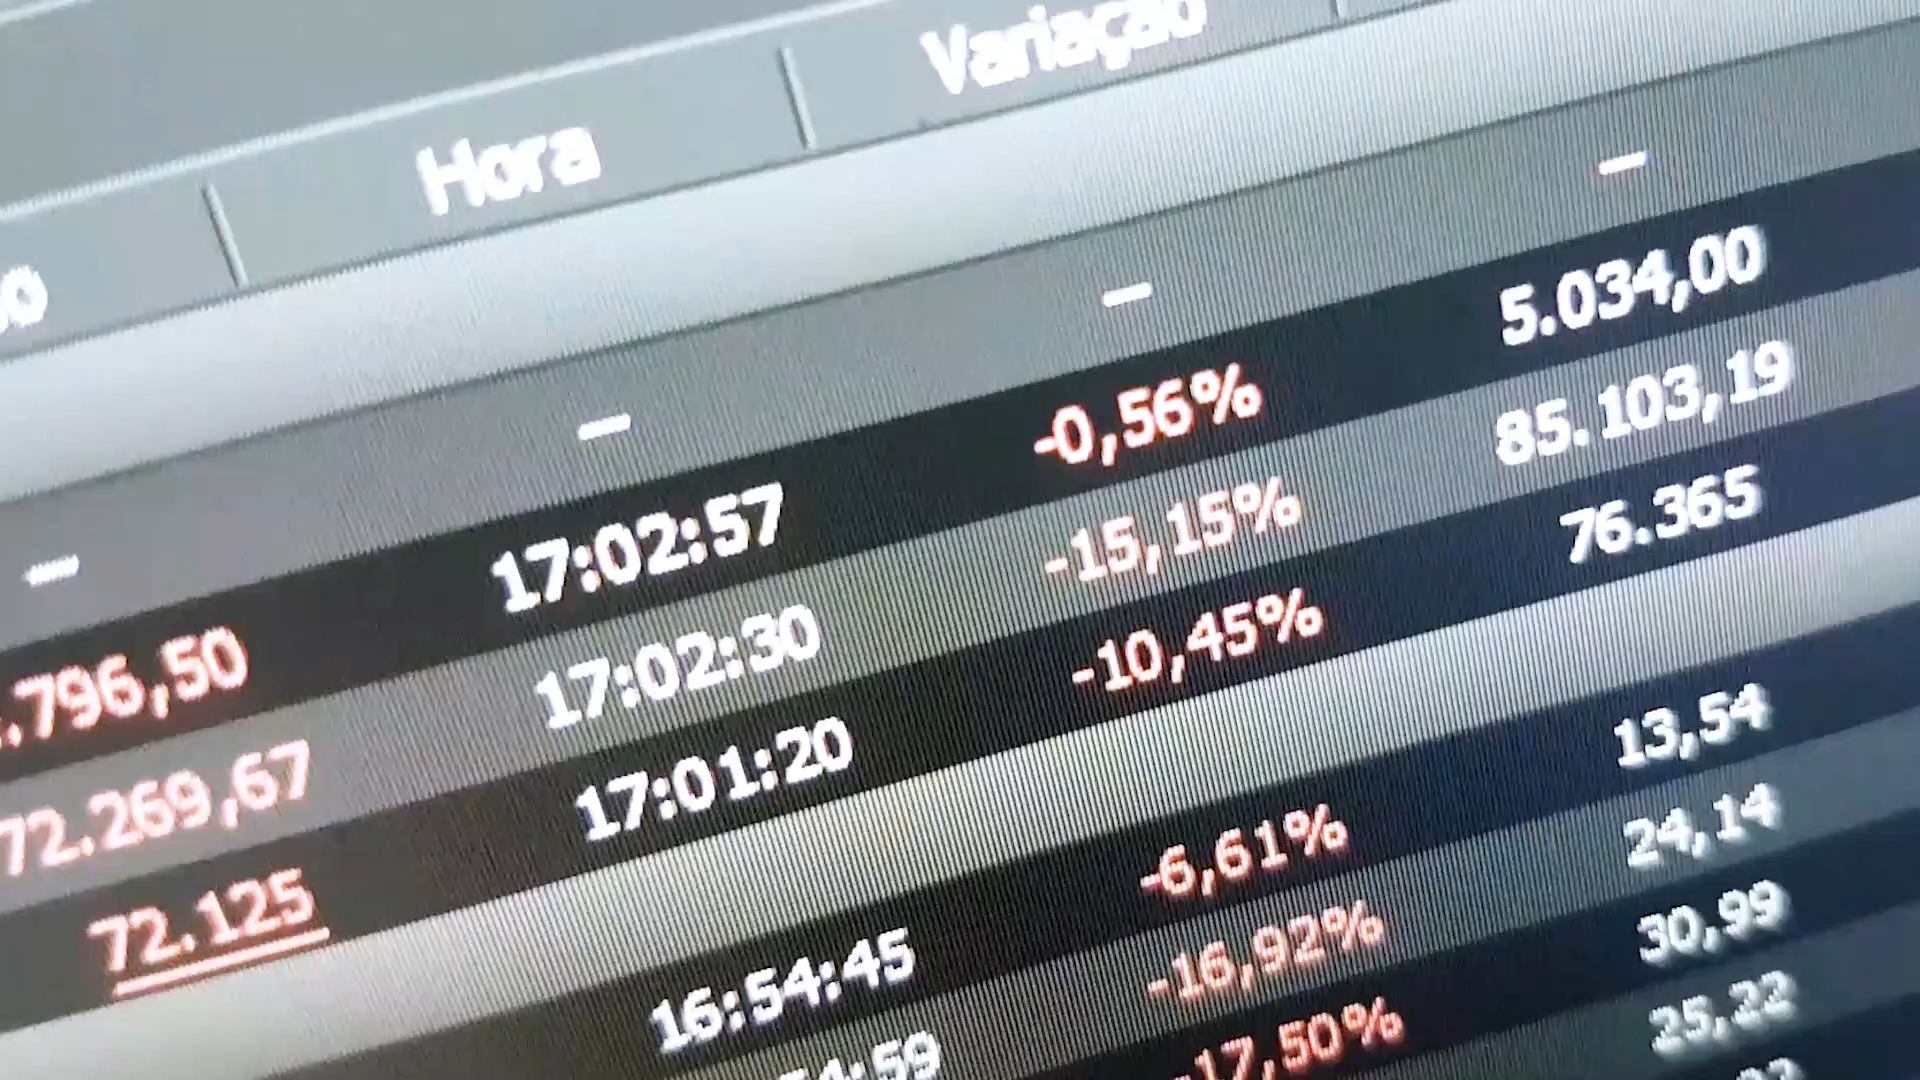 Hora Variação
— — — —
17:02:57 -0,56% 5.034,00
.796,50 17:02:30 -15,15% 85.103,19
72.269,67 17:01:20 -10,45% 76.365
72.125
16:54:45 -6,61% 13,54
-16,92% 24,14
-17,50% 30,99
25,22